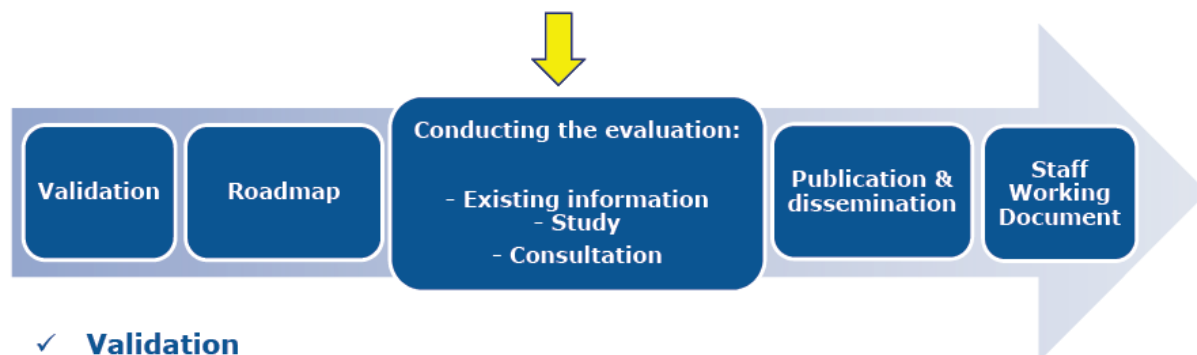 Validation
Roadmap
Conducting the evaluation:
- Existing information
- Study
- Consultation
Publication &
dissemination
Staff
Working
Document
✓ Validation